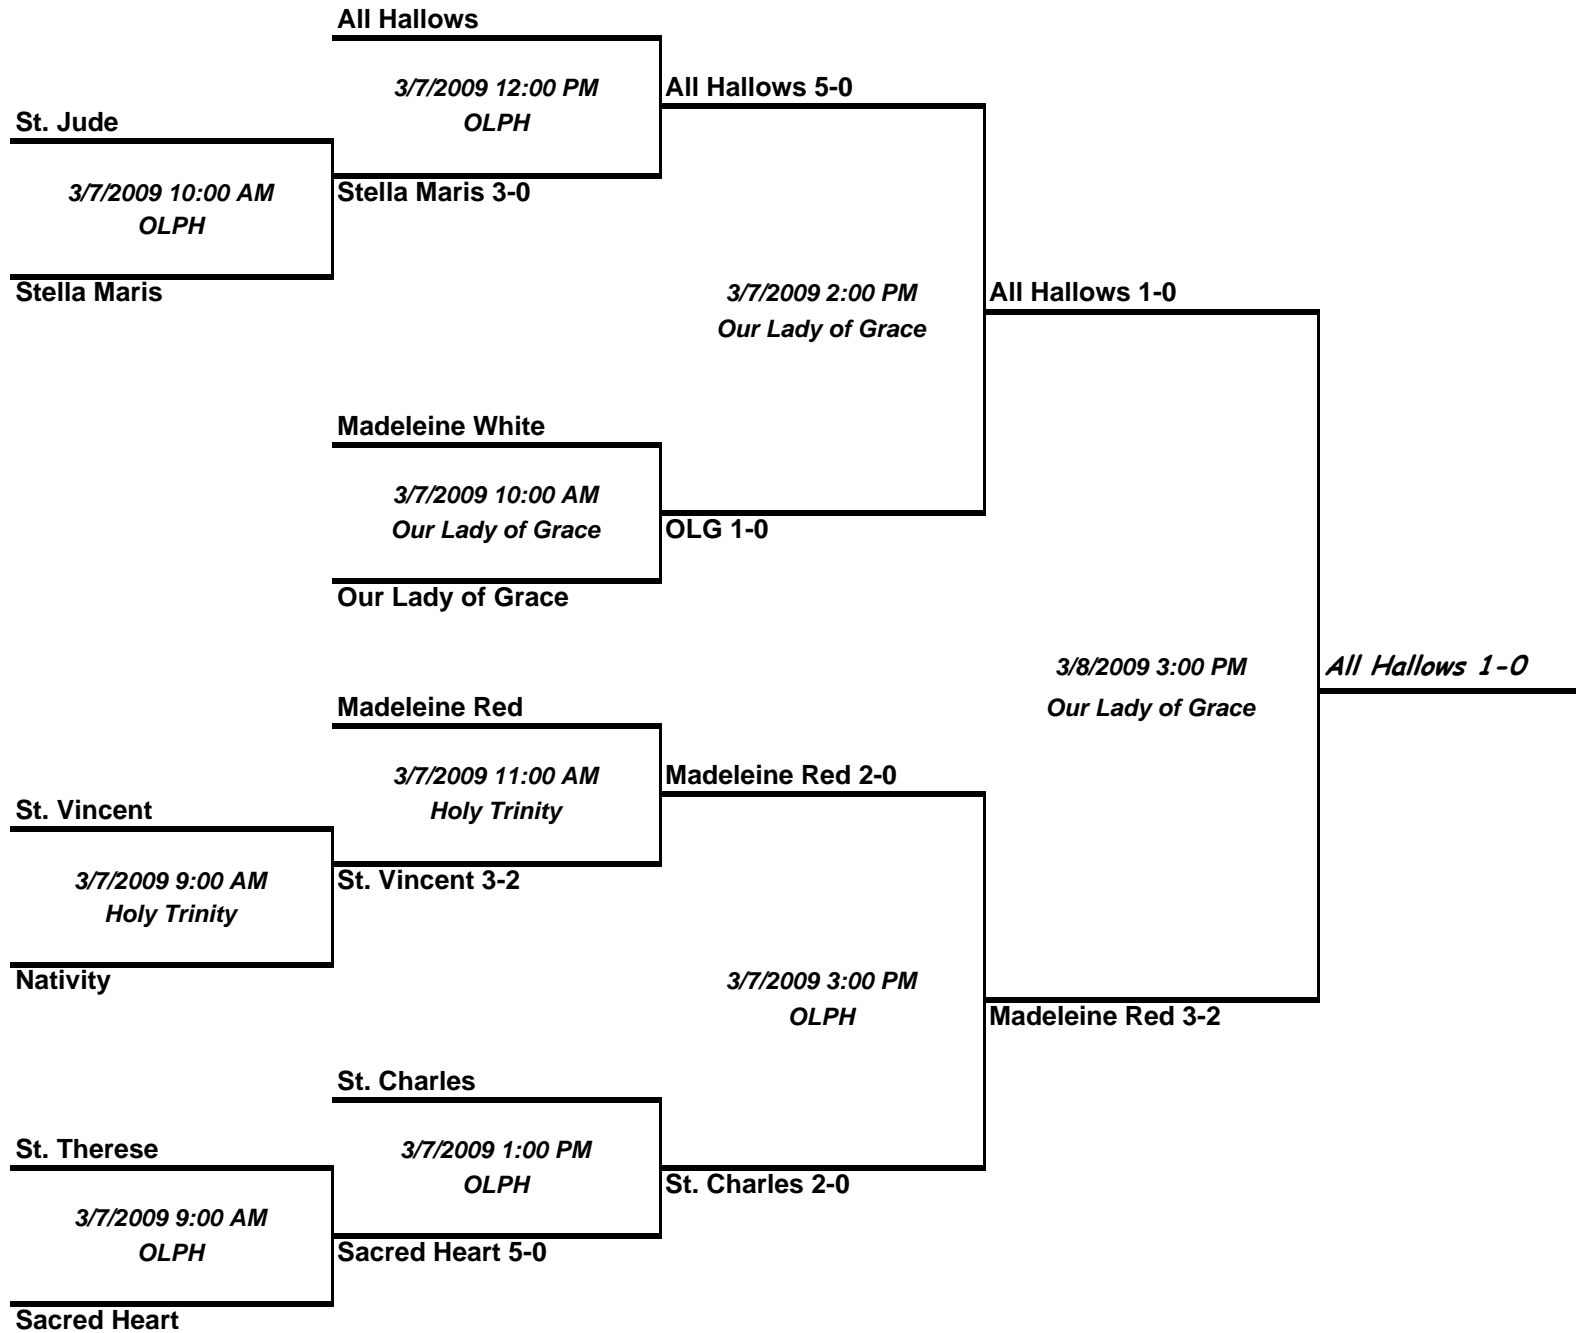 All Hallows
3/7/2009 12:00 PM
OLPH
All Hallows 5-0
St. Jude
3/7/2009 10:00 AM
OLPH
Stella Maris 3-0
Stella Maris
3/7/2009 2:00 PM
Our Lady of Grace
All Hallows 1-0
Madeleine White
3/7/2009 10:00 AM
Our Lady of Grace
OLG 1-0
Our Lady of Grace
3/8/2009 3:00 PM
Our Lady of Grace
All Hallows 1-0
Madeleine Red
3/7/2009 11:00 AM
Holy Trinity
Madeleine Red 2-0
St. Vincent
3/7/2009 9:00 AM
Holy Trinity
St. Vincent 3-2
Nativity
3/7/2009 3:00 PM
OLPH
Madeleine Red 3-2
St. Charles
3/7/2009 1:00 PM
OLPH
St. Charles 2-0
St. Therese
3/7/2009 9:00 AM
OLPH
Sacred Heart 5-0
Sacred Heart